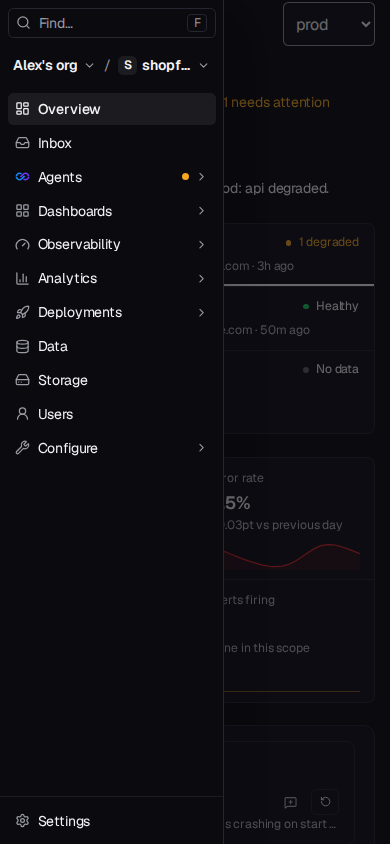 Find...
F
Alex's org / S shopf...
Overview
Inbox
Agents
Dashboards
Observability
Analytics
Deployments
Data
Storage
Users
Configure
Settings
prod
1 needs attention
od: api degraded.
1 degraded
.com · 3h ago
Healthy
e.com · 50m ago
No data
ror rate
.5%
0.03pt vs previous day
erts firing
ne in this scope
s crashing on start...